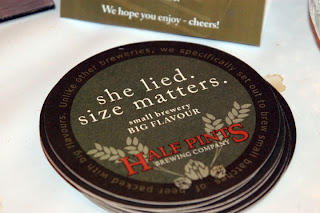 We hope you enjoy - cheers!
Unlike other breweries, we specifically set out to brew small batches of beer packed with big flavours.
she lied.
size matters.
small brewery
BIG FLAVOUR
HALF PINTS
BREWING COMPANY